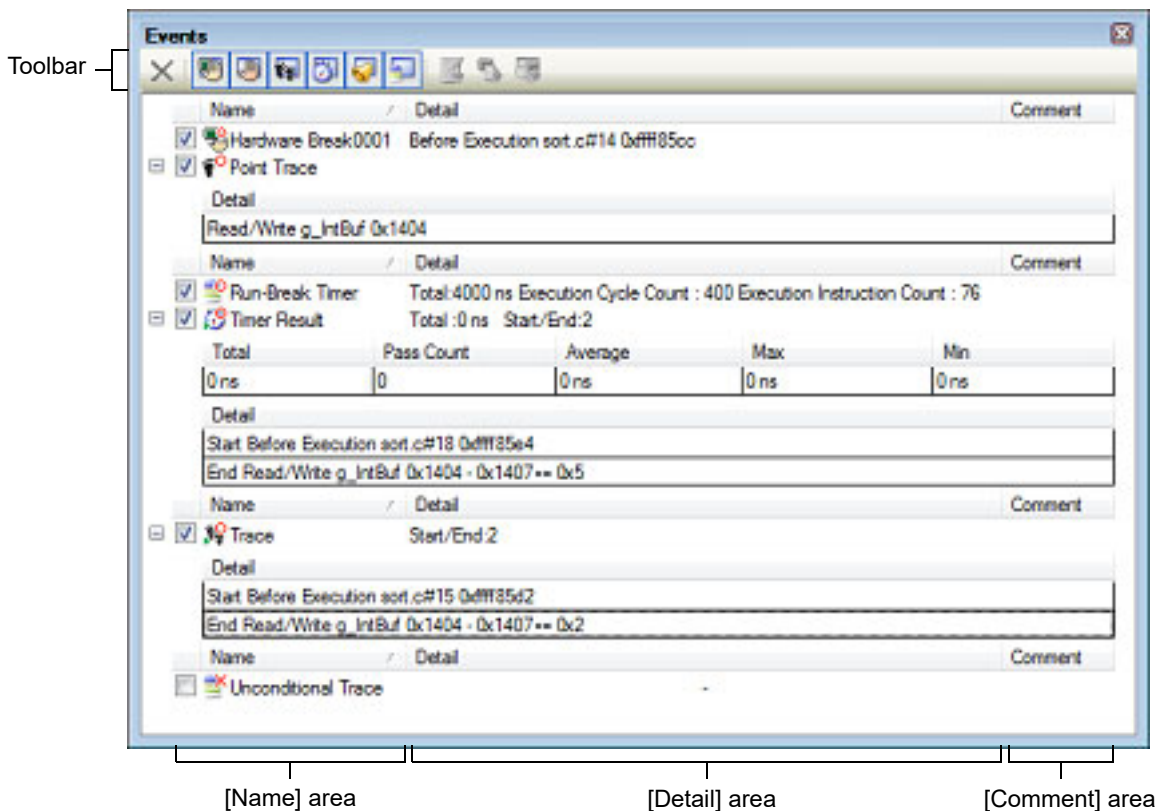 Events
Toolbar
Name / Detail Comment
Hardware Break0001 Before Execution sort.c#14 0xffff85cc
Point Trace
Detail
Read/Write g_IntBuf 0x1404
Name / Detail Comment
Run-Break Timer Total:4000 ns Execution Cycle Count : 400 Execution Instruction Count : 76
Timer Result Total :0 ns Start/End:2
Total Pass Count Average Max Min
0 ns 0 0 ns 0 ns 0 ns
Detail
Start Before Execution sort.c#18 0xffff85e4
End Read/Write g_IntBuf 0x1404 - 0x1407== 0x5
Name / Detail Comment
Trace Start/End:2
Detail
Start Before Execution sort.c#15 0xffff85d2
End Read/Write g_IntBuf 0x1404 - 0x1407== 0x2
Name / Detail Comment
Unconditional Trace -
[Name] area [Detail] area [Comment] area